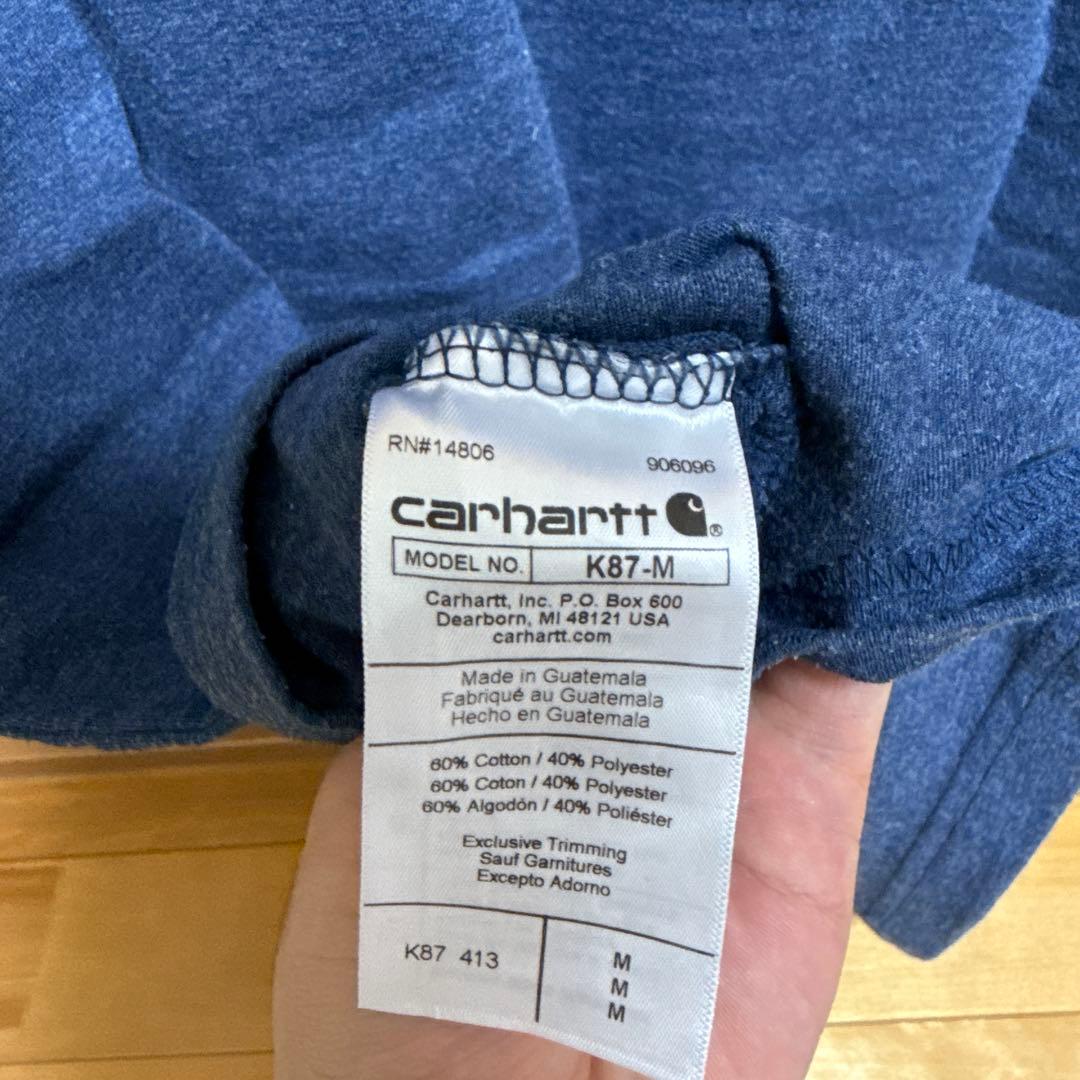 RN#14806
906096
carhartt ®
MODEL NO. K87-M
Carhartt, Inc. P.O. Box 600
Dearborn, MI 48121 USA
carhartt.com
Made in Guatemala
Fabriqué au Guatemala
Hecho en Guatemala
60% Cotton / 40% Polyester
60% Coton / 40% Polyester
60% Algodón / 40% Poliéster
Exclusive Trimming
Sauf Garnitures
Excepto Adorno
K87 413
M
M
M